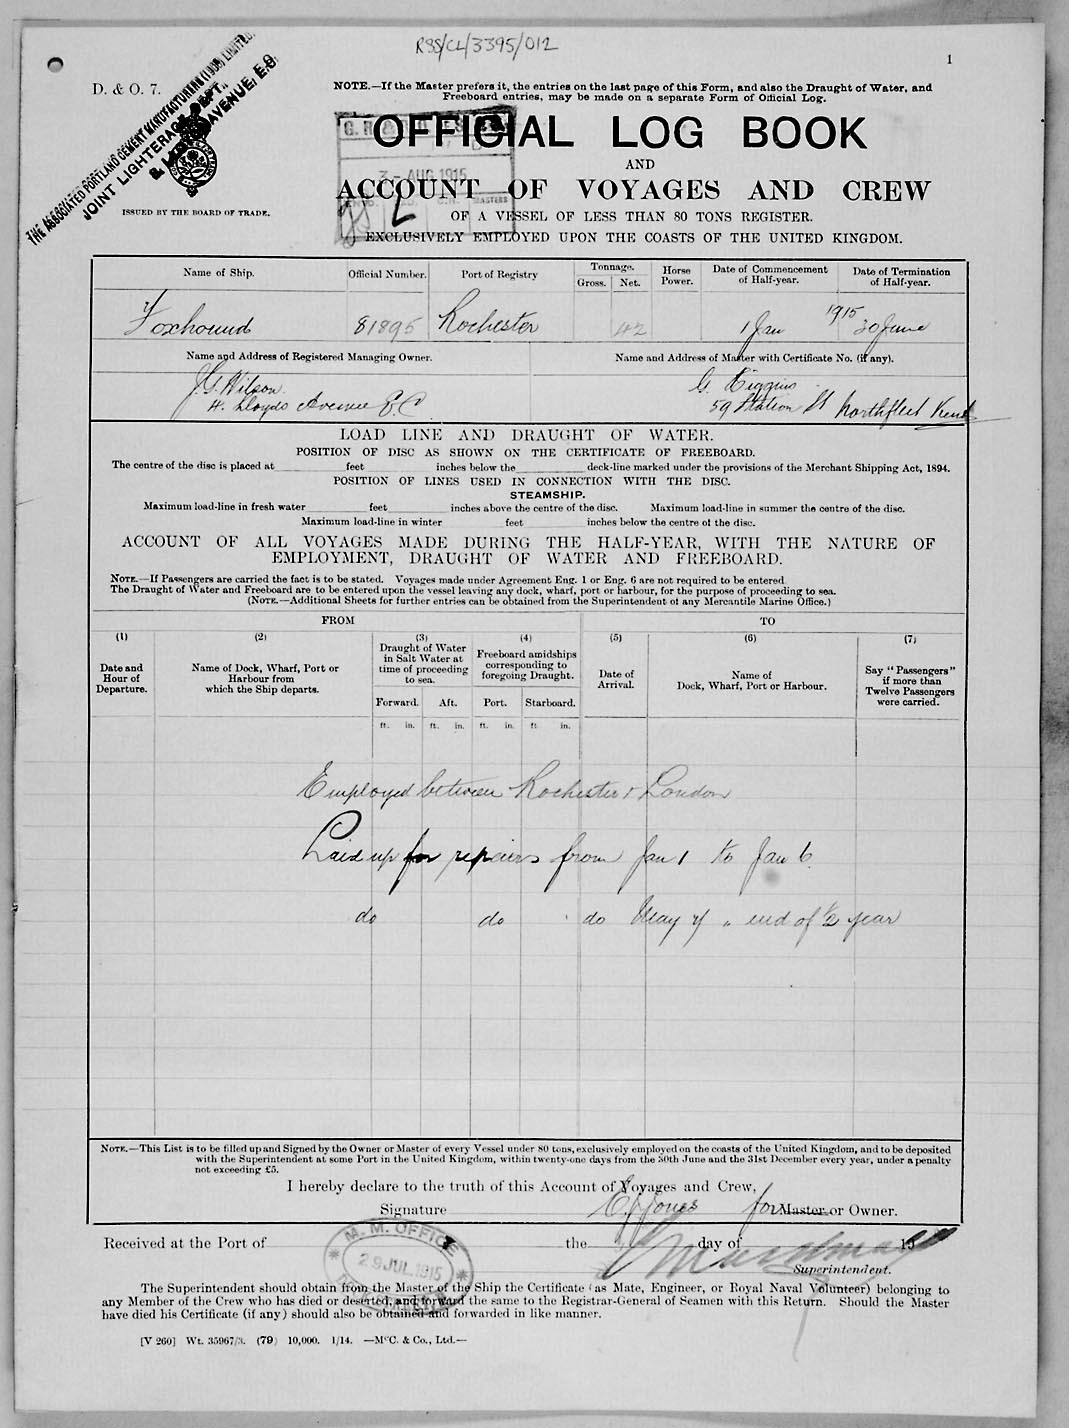 RSS/CL/3395/012
1
D. & O. 7.
THE ASSOCIATED PORTLAND CEMENT MANUFACTURERS (1900) LIMITED.
JOINT LIGHTERAGE DEPT.,
AVENUE, E.C.
ISSUED BY THE BOARD OF TRADE.
NOTE.—If the Master prefers it, the entries on the last page of this Form, and also the Draught of Water, and
Freeboard entries, may be made on a separate Form of Official Log.
OFFICIAL LOG BOOK
AND
3 - AUG 1915
ACCOUNT OF VOYAGES AND CREW
OF A VESSEL OF LESS THAN 80 TONS REGISTER.
EXCLUSIVELY EMPLOYED UPON THE COASTS OF THE UNITED KINGDOM.
Name of Ship. Official Number. Port of Registry Tonnage. Gross. Net. Horse Power. Date of Commencement of Half-year. Date of Termination of Half-year.
Foxhound 81895 Rochester 42 1 Jan 1915 30 June
Name and Address of Registered Managing Owner. Name and Address of Master with Certificate No. (if any).
J. G. Wilson. G. Higgins
4. Lloyds Avenue E.C. 59 Station St Northfleet Kent
LOAD LINE AND DRAUGHT OF WATER.
POSITION OF DISC AS SHOWN ON THE CERTIFICATE OF FREEBOARD.
The centre of the disc is placed at feet inches below the deck-line marked under the provisions of the Merchant Shipping Act, 1894.
POSITION OF LINES USED IN CONNECTION WITH THE DISC.
STEAMSHIP.
Maximum load-line in fresh water feet inches above the centre of the disc. Maximum load-line in summer the centre of the disc.
Maximum load-line in winter feet inches below the centre of the disc.
ACCOUNT OF ALL VOYAGES MADE DURING THE HALF-YEAR, WITH THE NATURE OF
EMPLOYMENT, DRAUGHT OF WATER AND FREEBOARD.
NOTE.—If Passengers are carried the fact is to be stated. Voyages made under Agreement Eng. 1 or Eng. 6 are not required to be entered
The Draught of Water and Freeboard are to be entered upon the vessel leaving any dock, wharf, port or harbour, for the purpose of proceeding to sea.
(NOTE.—Additional Sheets for further entries can be obtained from the Superintendent of any Mercantile Marine Office.)
FROM TO
(1) (2) (3) (4) (5) (6) (7)
Date and Hour of Departure. Name of Dock, Wharf, Port or Harbour from which the Ship departs. Draught of Water in Salt Water at time of proceeding to sea. Freeboard amidships corresponding to foregoing Draught. Date of Arrival. Name of Dock, Wharf, Port or Harbour. Say "Passengers" if more than Twelve Passengers were carried.
Forward. Aft. Port. Starboard.
ft. in. ft. in. ft. in. ft. in.
Employed between Rochester & London
Laid up for repairs from Jan 1 to Jan 6
do do do May 4 " end of 1/2 year
NOTE.—This List is to be filled up and Signed by the Owner or Master of every Vessel under 80 tons, exclusively employed on the coasts of the United Kingdom, and to be deposited
with the Superintendent at some Port in the United Kingdom, within twenty-one days from the 30th June and the 31st December every year, under a penalty
not exceeding £5.
I hereby declare to the truth of this Account of Voyages and Crew,
Signature E. J. Jones for Master or Owner.
Received at the Port of the day of 19
Superintendent.
M. M. OFFICE
29 JUL 1915
The Superintendent should obtain from the Master of the Ship the Certificate (as Mate, Engineer, or Royal Naval Volunteer) belonging to
any Member of the Crew who has died or deserted, and forward the same to the Registrar-General of Seamen with this Return. Should the Master
have died his Certificate (if any) should also be obtained and forwarded in like manner.
[V 260] Wt. 35967/3. (79) 10,000. 1/14. —McC. & Co., Ltd.—